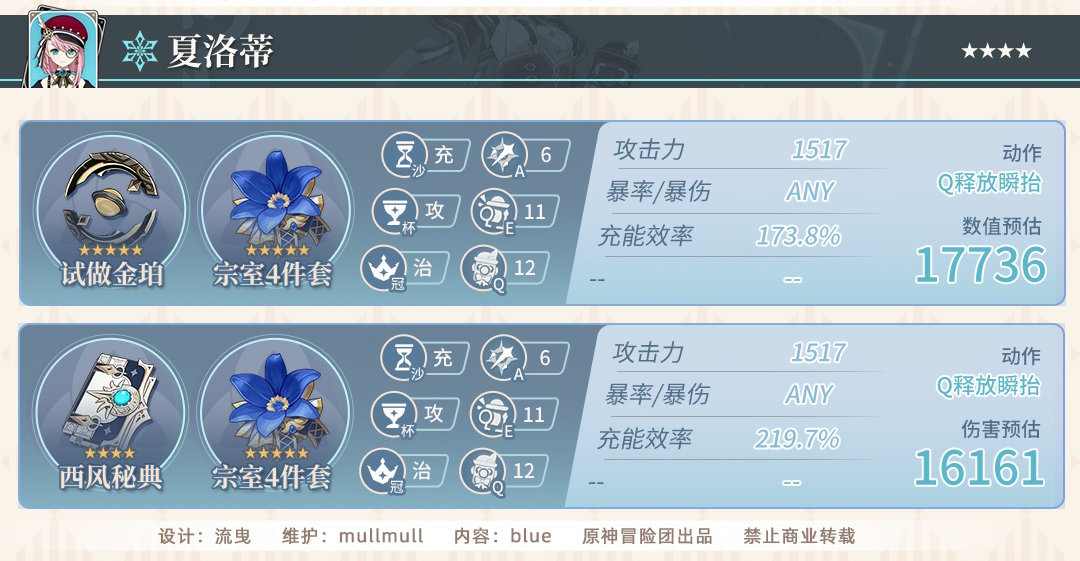 夏洛蒂
★★★★
沙 充
A 6
杯 攻
E 11
冠 治
Q 12
★★★★★
试做金珀
★★★★★
宗室4件套
攻击力 1517
暴率/暴伤 ANY
充能效率 173.8%
-- --
动作
Q释放瞬抬
数值预估
17736
沙 充
A 6
杯 攻
E 11
冠 治
Q 12
★★★★
西风秘典
★★★★★
宗室4件套
攻击力 1517
暴率/暴伤 ANY
充能效率 219.7%
-- --
动作
Q释放瞬抬
伤害预估
16161
设计：流曳 维护：mullmull 内容：blue 原神冒险团出品 禁止商业转载